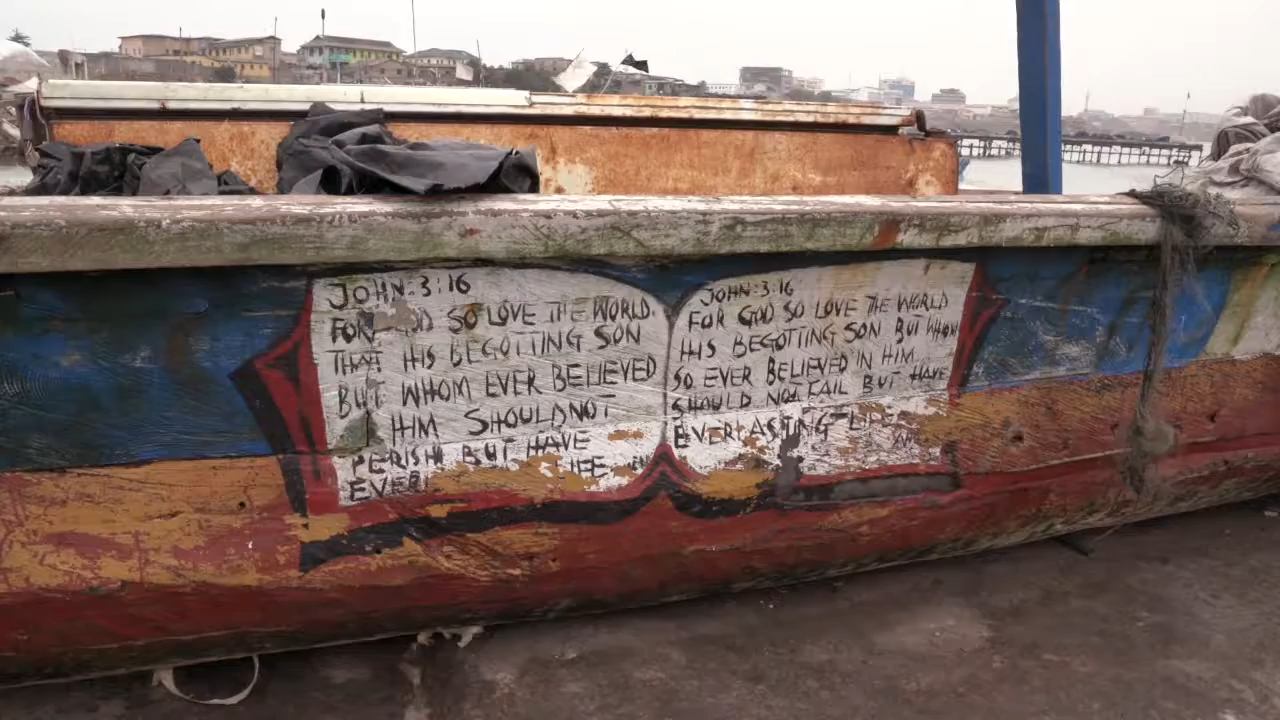 JOHN:3:16
FOR SO LOVE THE WORLD.
THAT HIS BEGOTTING SON
BUT WHOM EVER BELIEVED
HIM SHOULD NOT
PERISH BUT HAVE
LIFE
JOHN:3:16
FOR GOD SO LOVE THE WORLD
HIS BEGOTTING SON BUT WHOM
SO EVER BELIEVED IN HIM
SHOULD NOT FAIL BUT HAVE
EVERLASTING